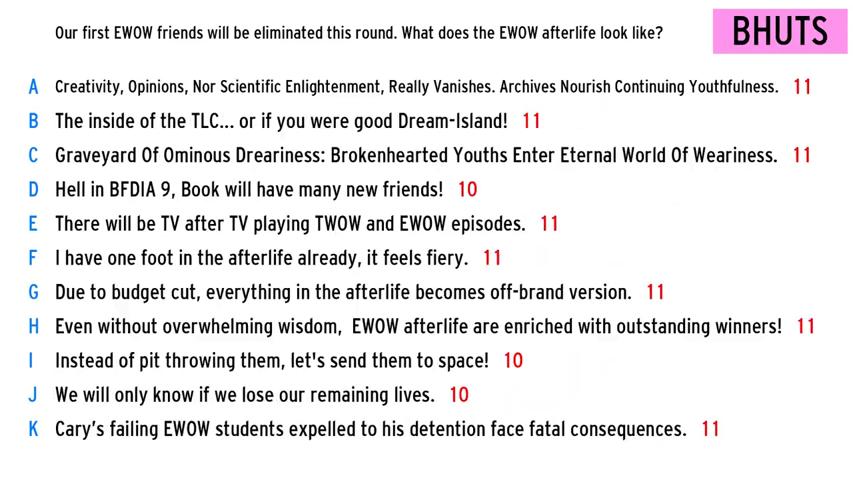 Our first EWOW friends will be eliminated this round. What does the EWOW afterlife look like?
BHUTS
A Creativity, Opinions, Nor Scientific Enlightenment, Really Vanishes. Archives Nourish Continuing Youthfulness. 11
B The inside of the TLC... or if you were good Dream-Island! 11
C Graveyard Of Ominous Dreariness: Brokenhearted Youths Enter Eternal World Of Weariness. 11
D Hell in BFDIA 9, Book will have many new friends! 10
E There will be TV after TV playing TWOW and EWOW episodes. 11
F I have one foot in the afterlife already, it feels fiery. 11
G Due to budget cut, everything in the afterlife becomes off-brand version. 11
H Even without overwhelming wisdom,  EWOW afterlife are enriched with outstanding winners! 11
I Instead of pit throwing them, let's send them to space! 10
J We will only know if we lose our remaining lives. 10
K Cary's failing EWOW students expelled to his detention face fatal consequences. 11